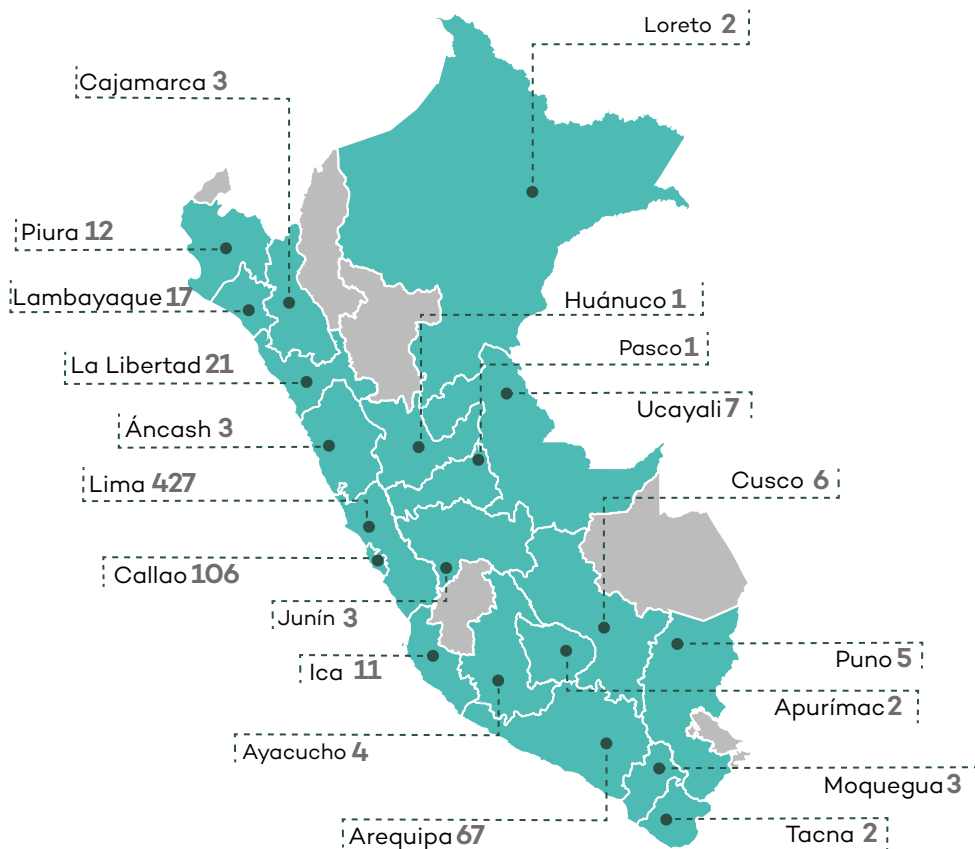 Loreto 2
Cajamarca 3
Piura 12
Lambayaque 17
Huánuco 1
Pasco 1
La Libertad 21
Ucayali 7
Áncash 3
Lima 427
Cusco 6
Callao 106
Junín 3
Ica 11
Puno 5
Apurímac 2
Ayacucho 4
Moquegua 3
Arequipa 67
Tacna 2